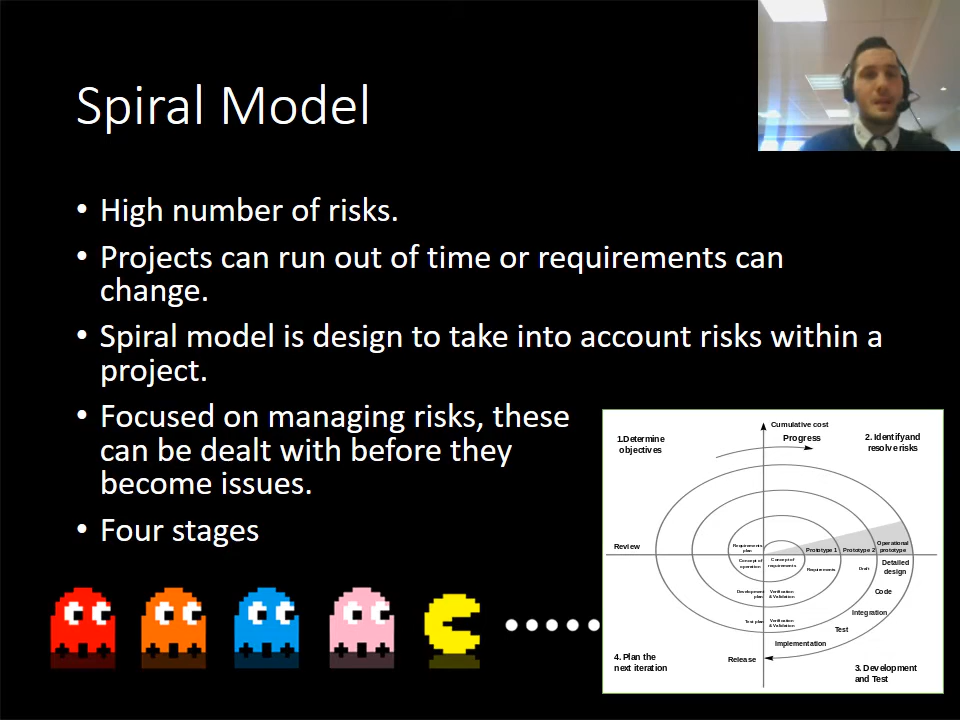 Spiral Model
• High number of risks.
• Projects can run out of time or requirements can
change.
• Spiral model is design to take into account risks within a
project.
• Focused on managing risks, these
can be dealt with before they
become issues.
• Four stages
Cumulative cost
Progress
1.Determine
objectives
2. Identify and
resolve risks
Review
Requirements
plan
Concept of
operation
Concept of
requirements
Prototype 1
Prototype 2
Operational
prototype
Requirements
Draft
Detailed
design
Development
plan
Verification
& Validation
Code
Integration
Test plan
Verification
& Validation
Test
Implementation
Release
4. Plan the
next iteration
3. Development
and Test